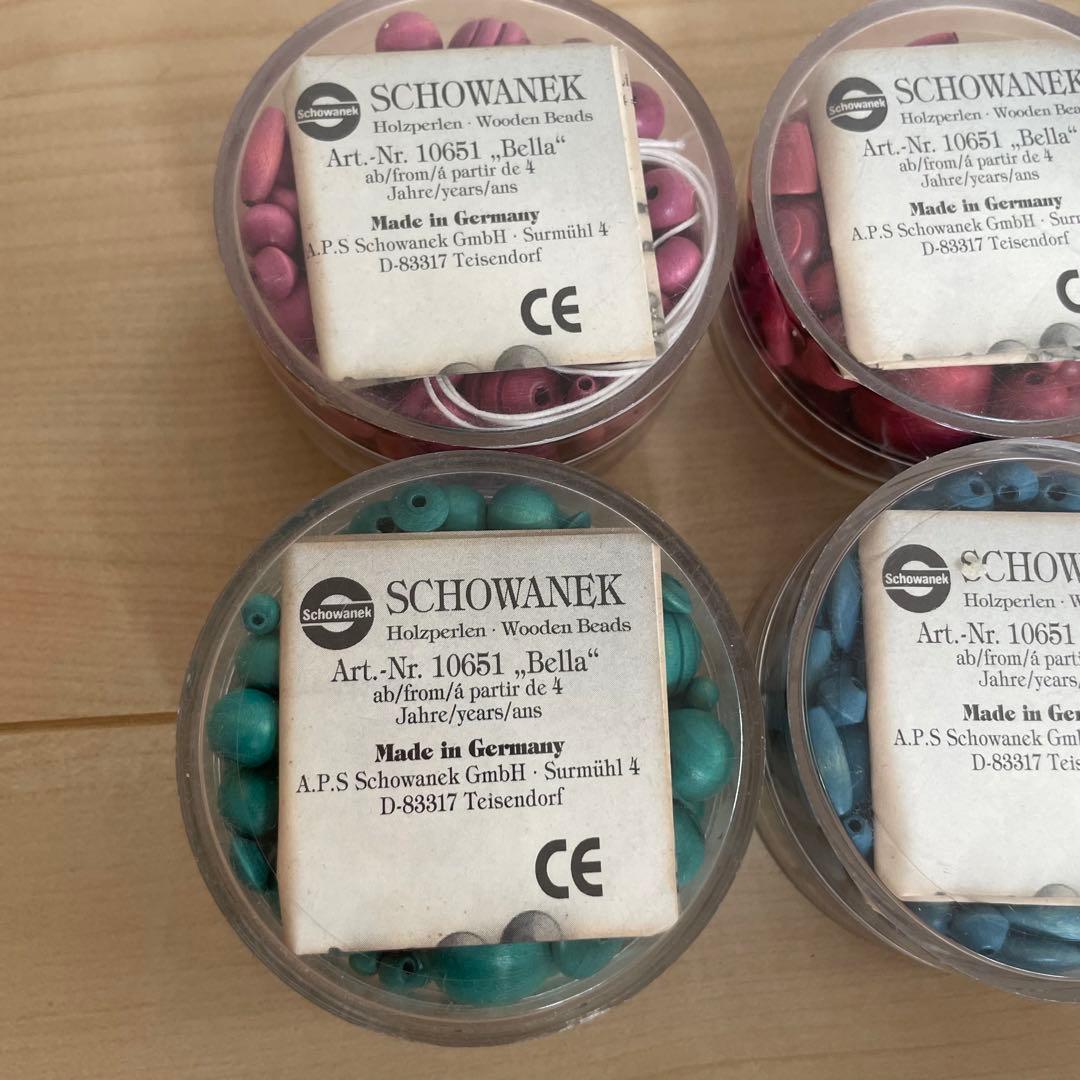 Schowanek
SCHOWANEK
Holzperlen · Wooden Beads
Art.-Nr. 10651 „Bella“
ab/from/á partir de 4
Jahre/years/ans
Made in Germany
A.P.S Schowanek GmbH · Surmühl 4
D-83317 Teisendorf
CE
Schowanek
SCHOWANEK
Holzperlen · Wooden
Art.-Nr. 10651 „Bella“
ab/from/á partir de 4
Jahre/years/ans
Made in Germany
A.P.S Schowanek GmbH ·
D-83317 Teisendorf
Schowanek
SCHOWANEK
Holzperlen · Wooden Beads
Art.-Nr. 10651 „Bella“
ab/from/á partir de 4
Jahre/years/ans
Made in Germany
A.P.S Schowanek GmbH · Surmühl 4
D-83317 Teisendorf
CE
Schowanek
Holzperlen ·
Art.-Nr. 10651
ab/from/á
Jahre/years/
Made in
A.P.S Schowanek
D-83317